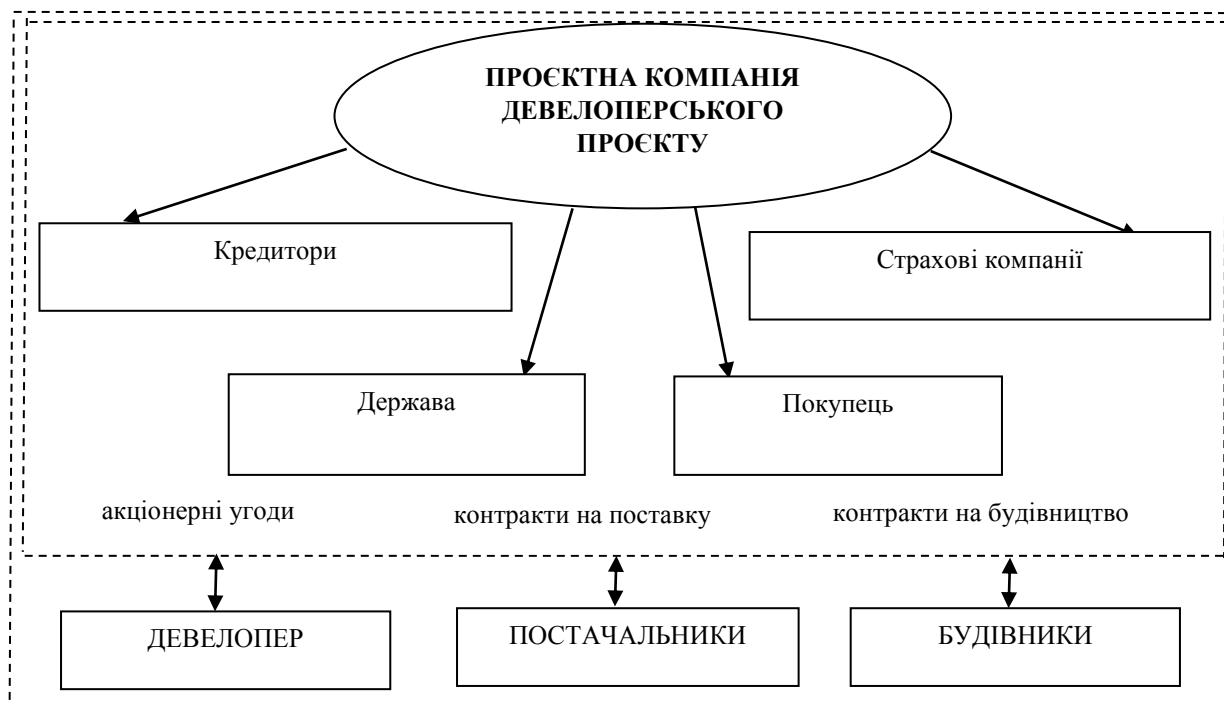 ПРОЄКТНА КОМПАНІЯ
ДЕВЕЛОПЕРСЬКОГО
ПРОЄКТУ
Кредитори
Страхові компанії
Держава
Покупець
акціонерні угоди
контракти на поставку
контракти на будівництво
ДЕВЕЛОПЕР
ПОСТАЧАЛЬНИКИ
БУДІВНИКИ